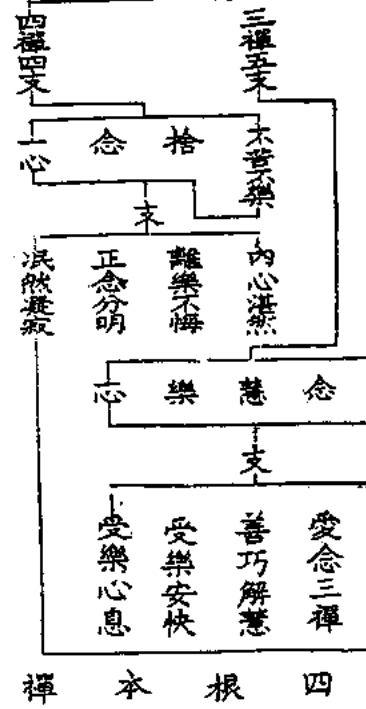 三禪五支
四禪四支
不苦不樂
捨
念
一心
支
內心湛然
離樂不悔
正念分明
泯然凝寂
念
慧
樂
心
支
愛念三禪
善巧解慧
受樂安快
受樂心息
四根本禪